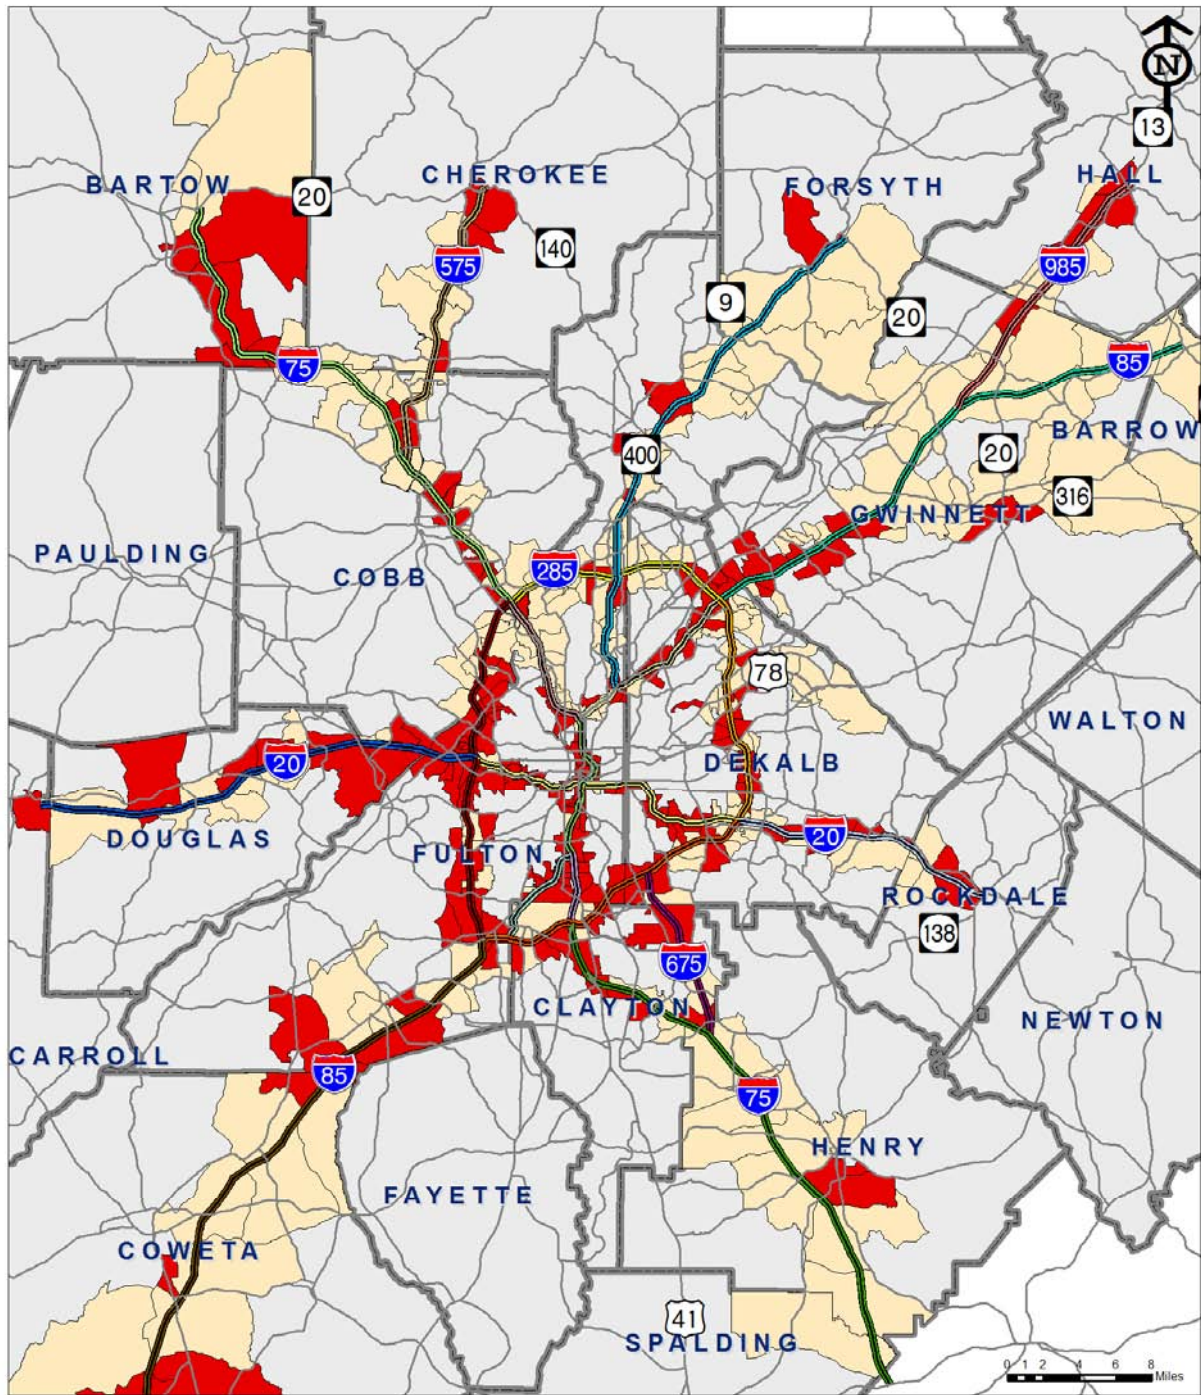 N
13
BARTOW
20
CHEROKEE
FORSYTH
HALL
140
575
985
9
20
75
85
BARROW
400
20
316
GWINNETT
PAULDING
COBB
285
78
WALTON
20
DEKALB
DOUGLAS
FULTON
20
ROCKDALE
138
675
CLAYTON
NEWTON
CARROLL
85
75
HENRY
FAYETTE
COWETA
41
SPALDING
0 1 2 4 6 8
Miles